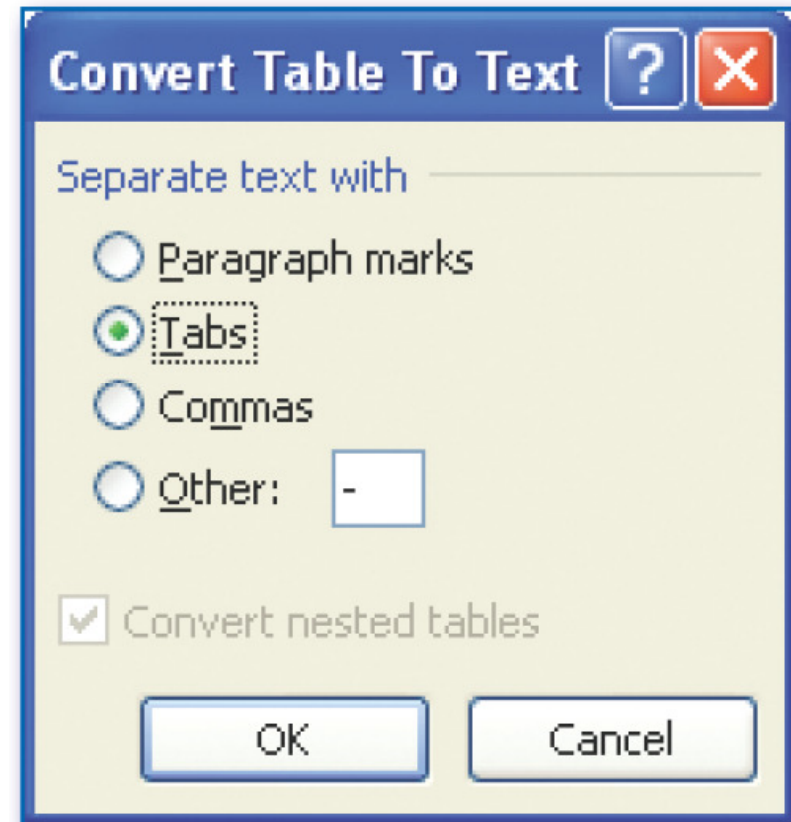 Convert Table To Text ?
Separate text with
Paragraph marks
Tabs
Commas
Other: -
Convert nested tables
OK Cancel